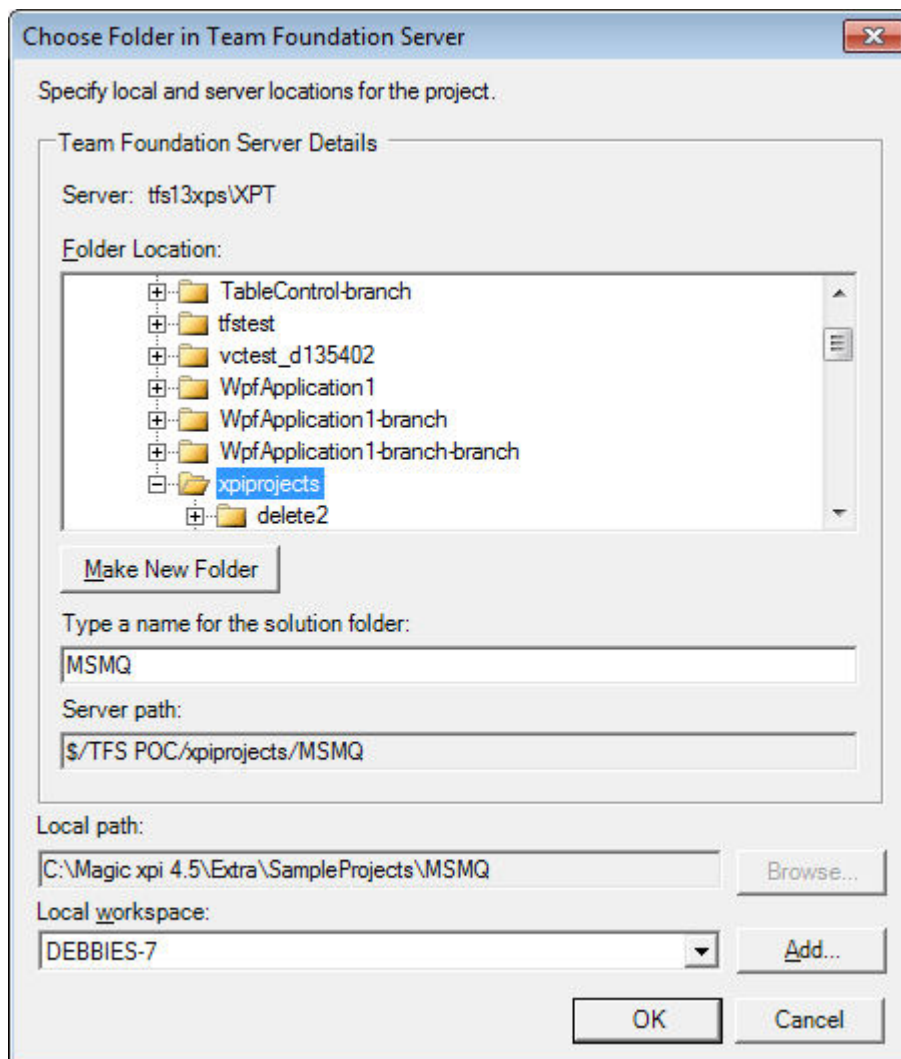 Choose Folder in Team Foundation Server
Specify local and server locations for the project.
Team Foundation Server Details
Server: tfs13xps\XPT
Folder Location:
TableControl-branch
tfstest
vctest_d135402
WpfApplication1
WpfApplication1-branch
WpfApplication1-branch-branch
xpiprojects
delete2
Make New Folder
Type a name for the solution folder:
MSMQ
Server path:
$/TFS POC/xpiprojects/MSMQ
Local path:
C:\Magic xpi 4.5\Extra\SampleProjects\MSMQ
Browse...
Local workspace:
DEBBIES-7
Add...
OK
Cancel